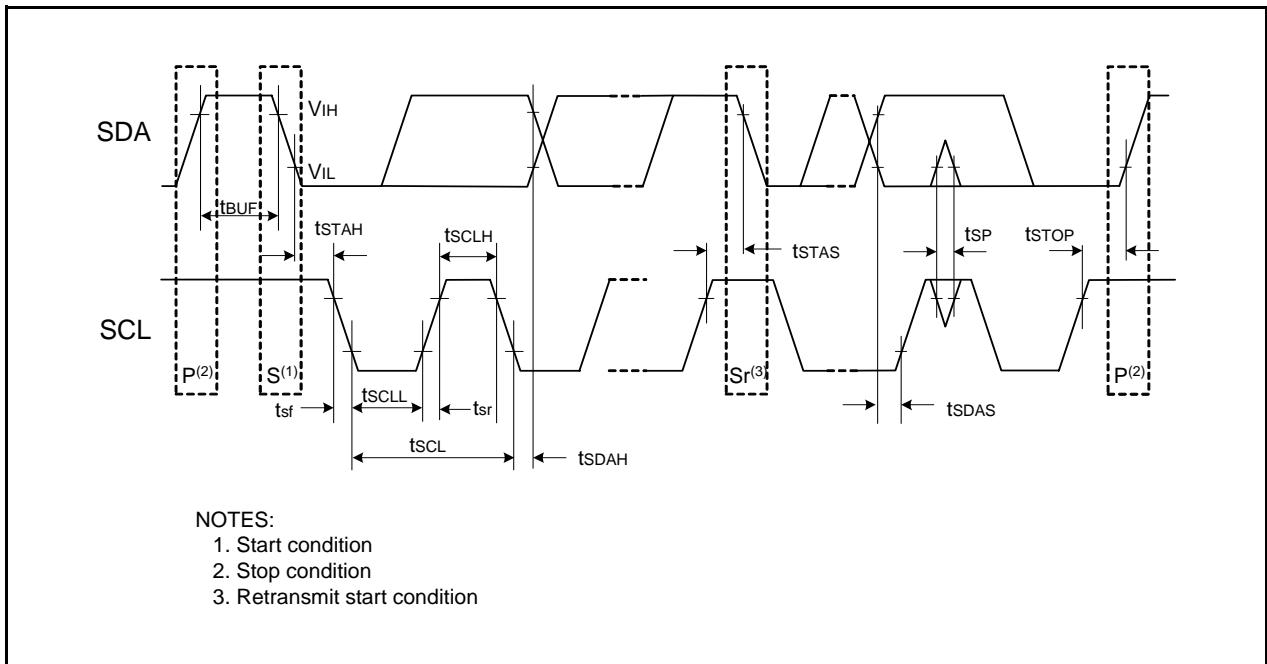 SDA
VIH
VIL
tBUF
tSTAH
tSCLH
tSTAS
tSP
tSTOP
SCL
P(2)
S(1)
Sr(3)
P(2)
tsf
tSCLL
tsr
tSDAS
tSCL
tSDAH
NOTES:
1. Start condition
2. Stop condition
3. Retransmit start condition